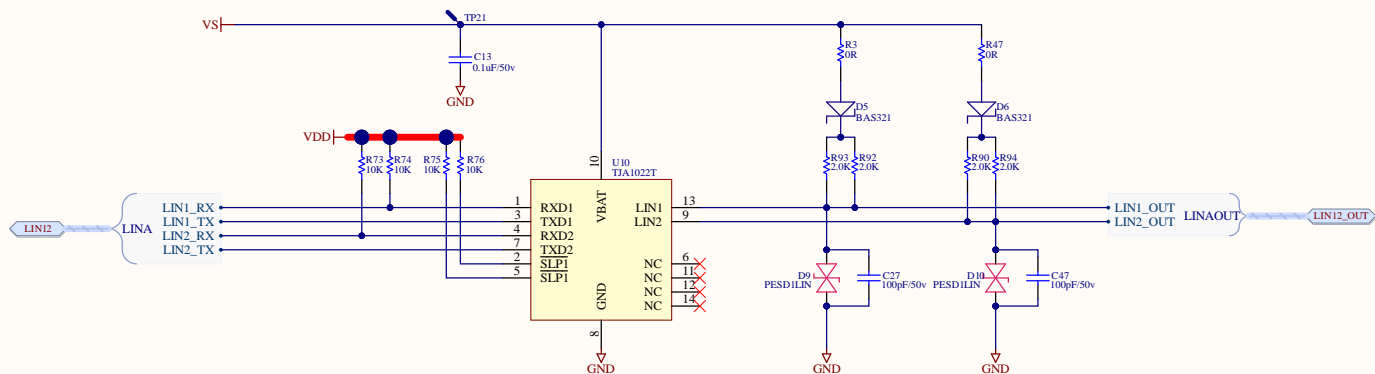 VS
TP21
C13
0.1uF/50v
GND
R3
0R
R47
0R
D5
BAS321
D6
BAS321
VDD
R73
10K
R74
10K
R75
10K
R76
10K
U10
TJA1022T
R93
2.0K
R92
2.0K
R90
2.0K
R94
2.0K
10
VBAT
LIN12
LINA
LIN1_RX
LIN1_TX
LIN2_RX
LIN2_TX
1
3
4
7
2
5
RXD1
TXD1
RXD2
TXD2
SLP1
SLP1
GND
8
GND
LIN1
LIN2
NC
NC
NC
NC
13
9
6
11
12
14
D9
PESD1LIN
C27
100pF/50v
GND
D10
PESD1LIN
C47
100pF/50v
GND
LIN1_OUT
LIN2_OUT
LINAOUT
LIN12_OUT